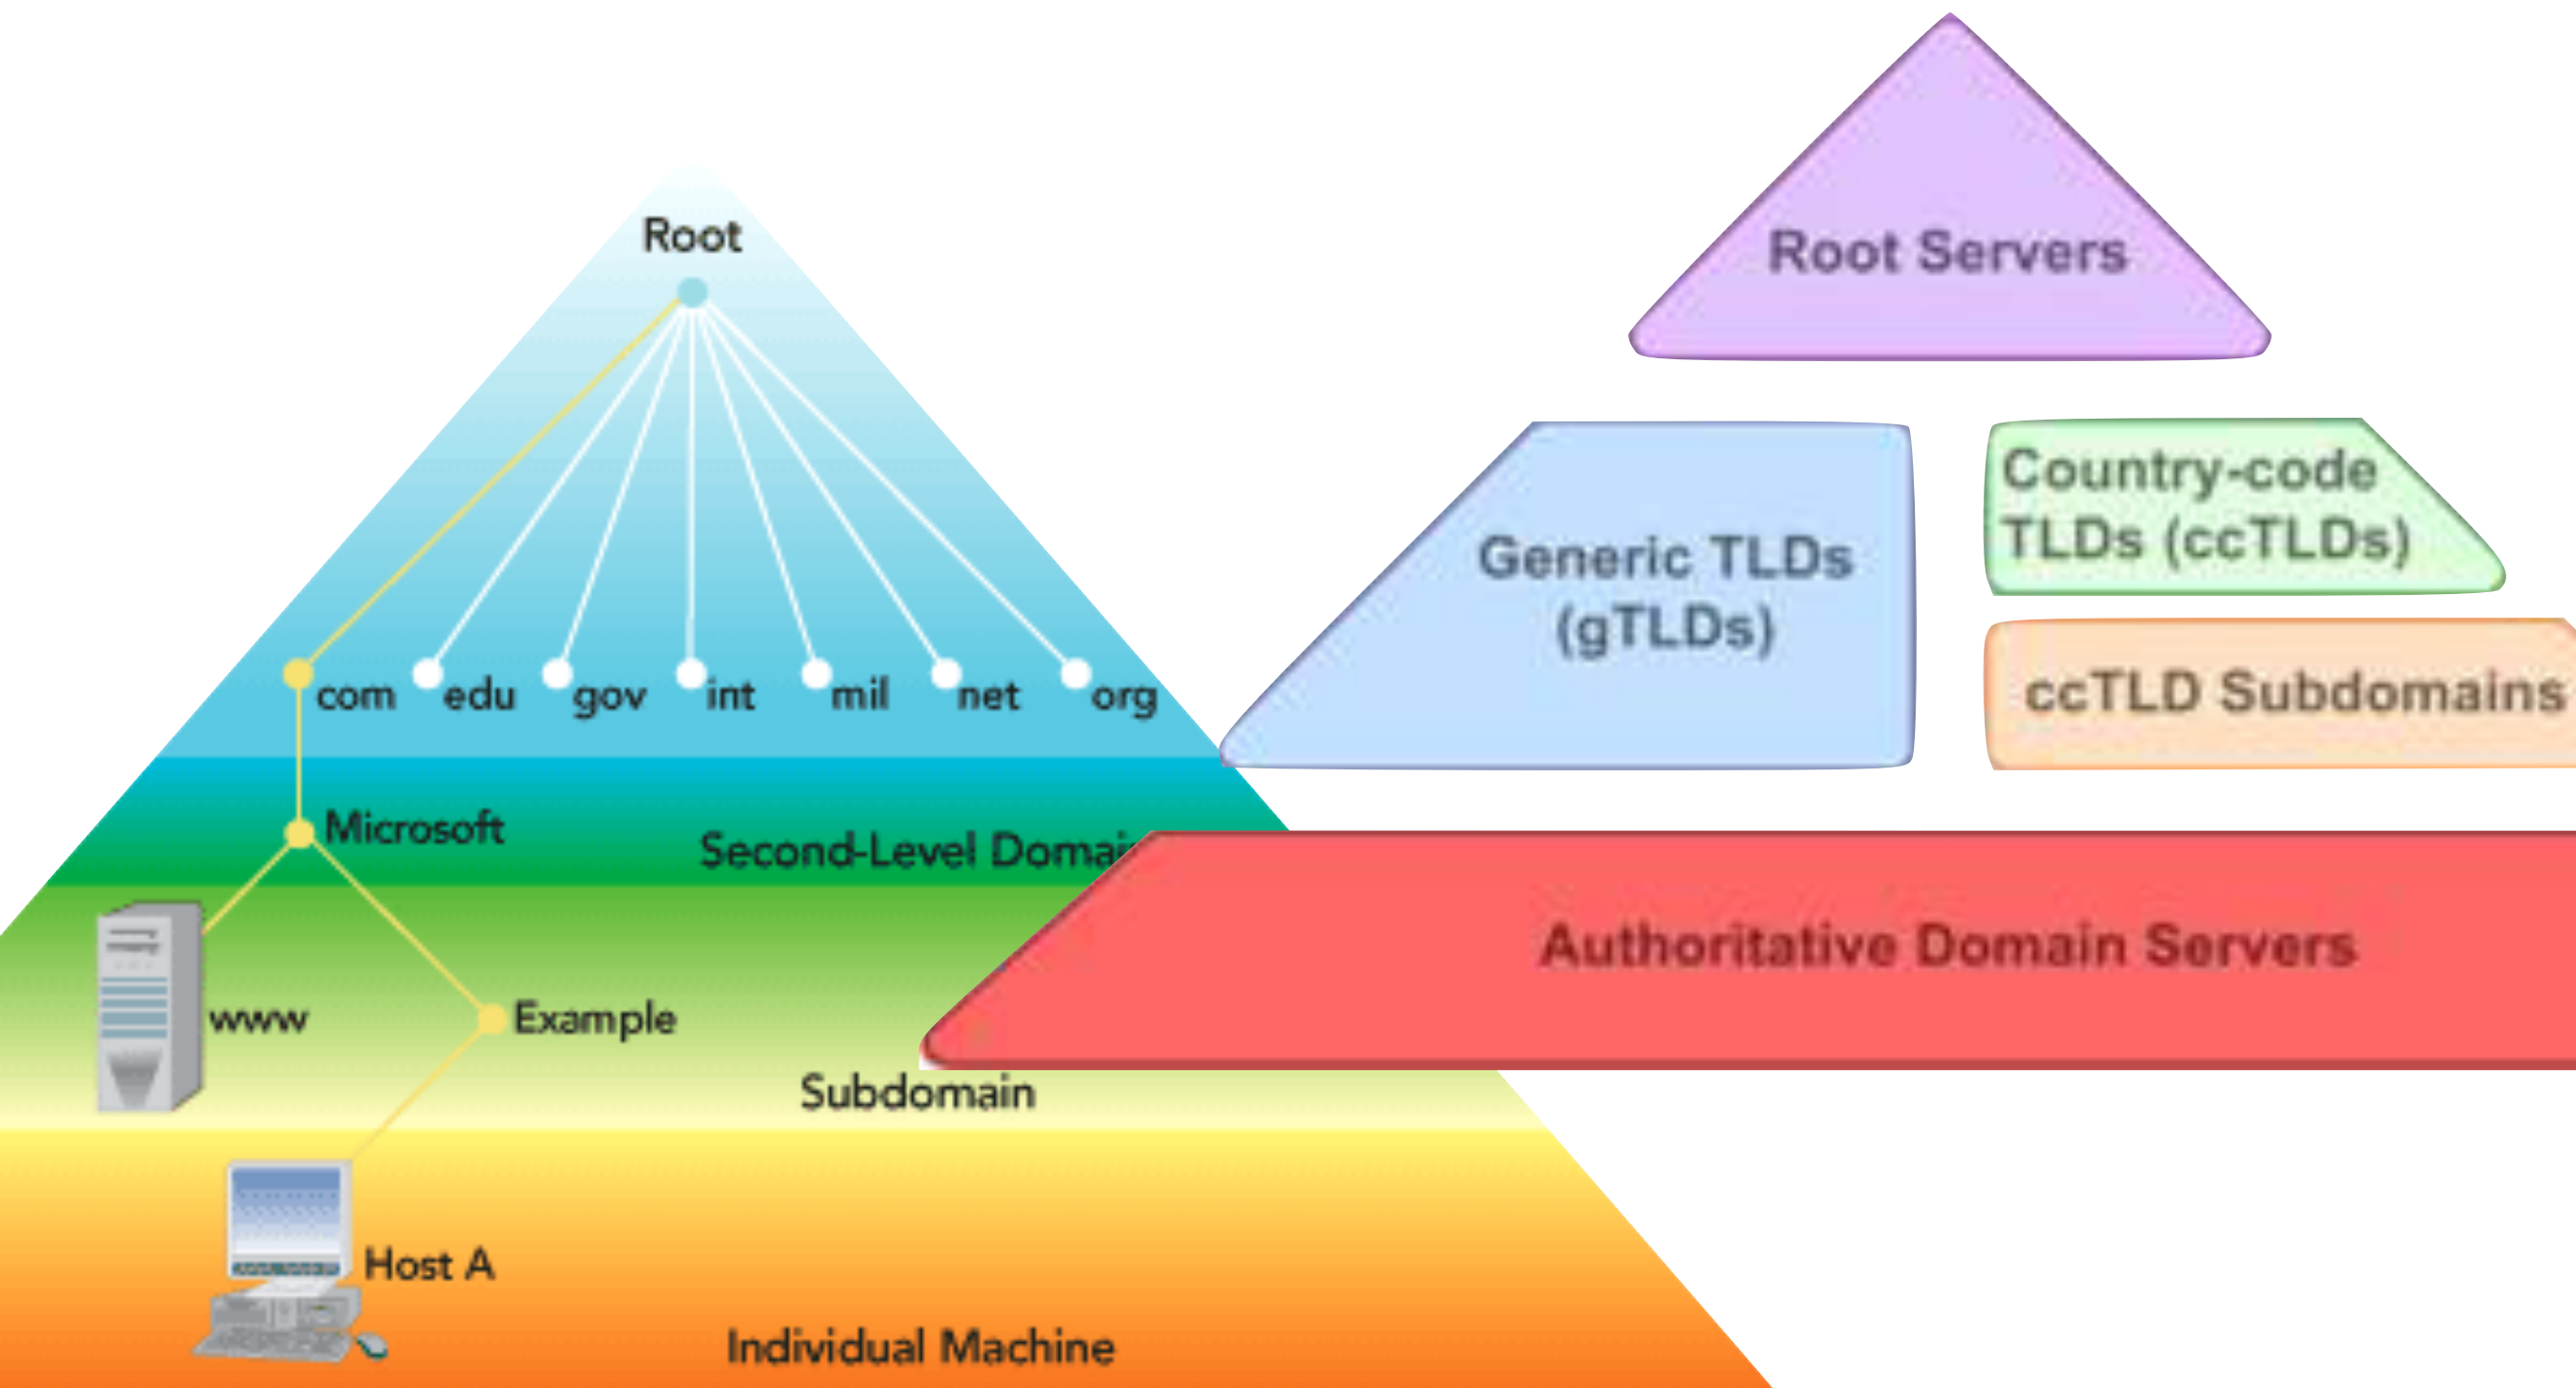 Root
com edu gov int mil net org
Microsoft
Second-Level Domain
www
Example
Subdomain
Host A
Individual Machine
Root Servers
Generic TLDs
(gTLDs)
Country-code
TLDs (ccTLDs)
ccTLD Subdomains
Authoritative Domain Servers